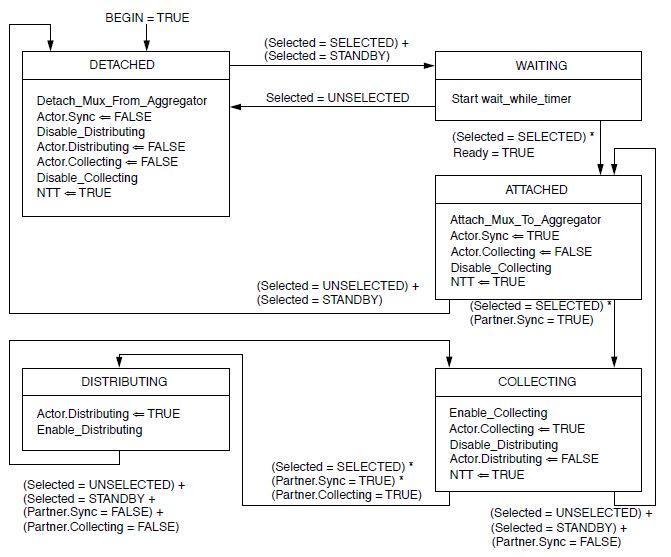 BEGIN = TRUE
DETACHED
Detach_Mux_From_Aggregator
Actor.Sync ⇐ FALSE
Disable_Distributing
Actor.Distributing ⇐ FALSE
Actor.Collecting ⇐ FALSE
Disable_Collecting
NTT ⇐ TRUE
(Selected = SELECTED) +
(Selected = STANDBY)
Selected = UNSELECTED
WAITING
Start wait_while_timer
(Selected = SELECTED) *
Ready = TRUE
ATTACHED
Attach_Mux_To_Aggregator
Actor.Sync ⇐ TRUE
Actor.Collecting ⇐ FALSE
Disable_Collecting
NTT ⇐ TRUE
(Selected = UNSELECTED) +
(Selected = STANDBY)
(Selected = SELECTED) *
(Partner.Sync = TRUE)
DISTRIBUTING
Actor.Distributing ⇐ TRUE
Enable_Distributing
(Selected = UNSELECTED) +
(Selected = STANDBY +
(Partner.Sync = FALSE) +
(Partner.Collecting = FALSE)
(Selected = SELECTED) *
(Partner.Sync = TRUE) *
(Partner.Collecting = TRUE)
COLLECTING
Enable_Collecting
Actor.Collecting ⇐ TRUE
Disable_Distributing
Actor.Distributing ⇐ FALSE
NTT ⇐ TRUE
(Selected = UNSELECTED) +
(Selected = STANDBY) +
(Partner.Sync = FALSE)